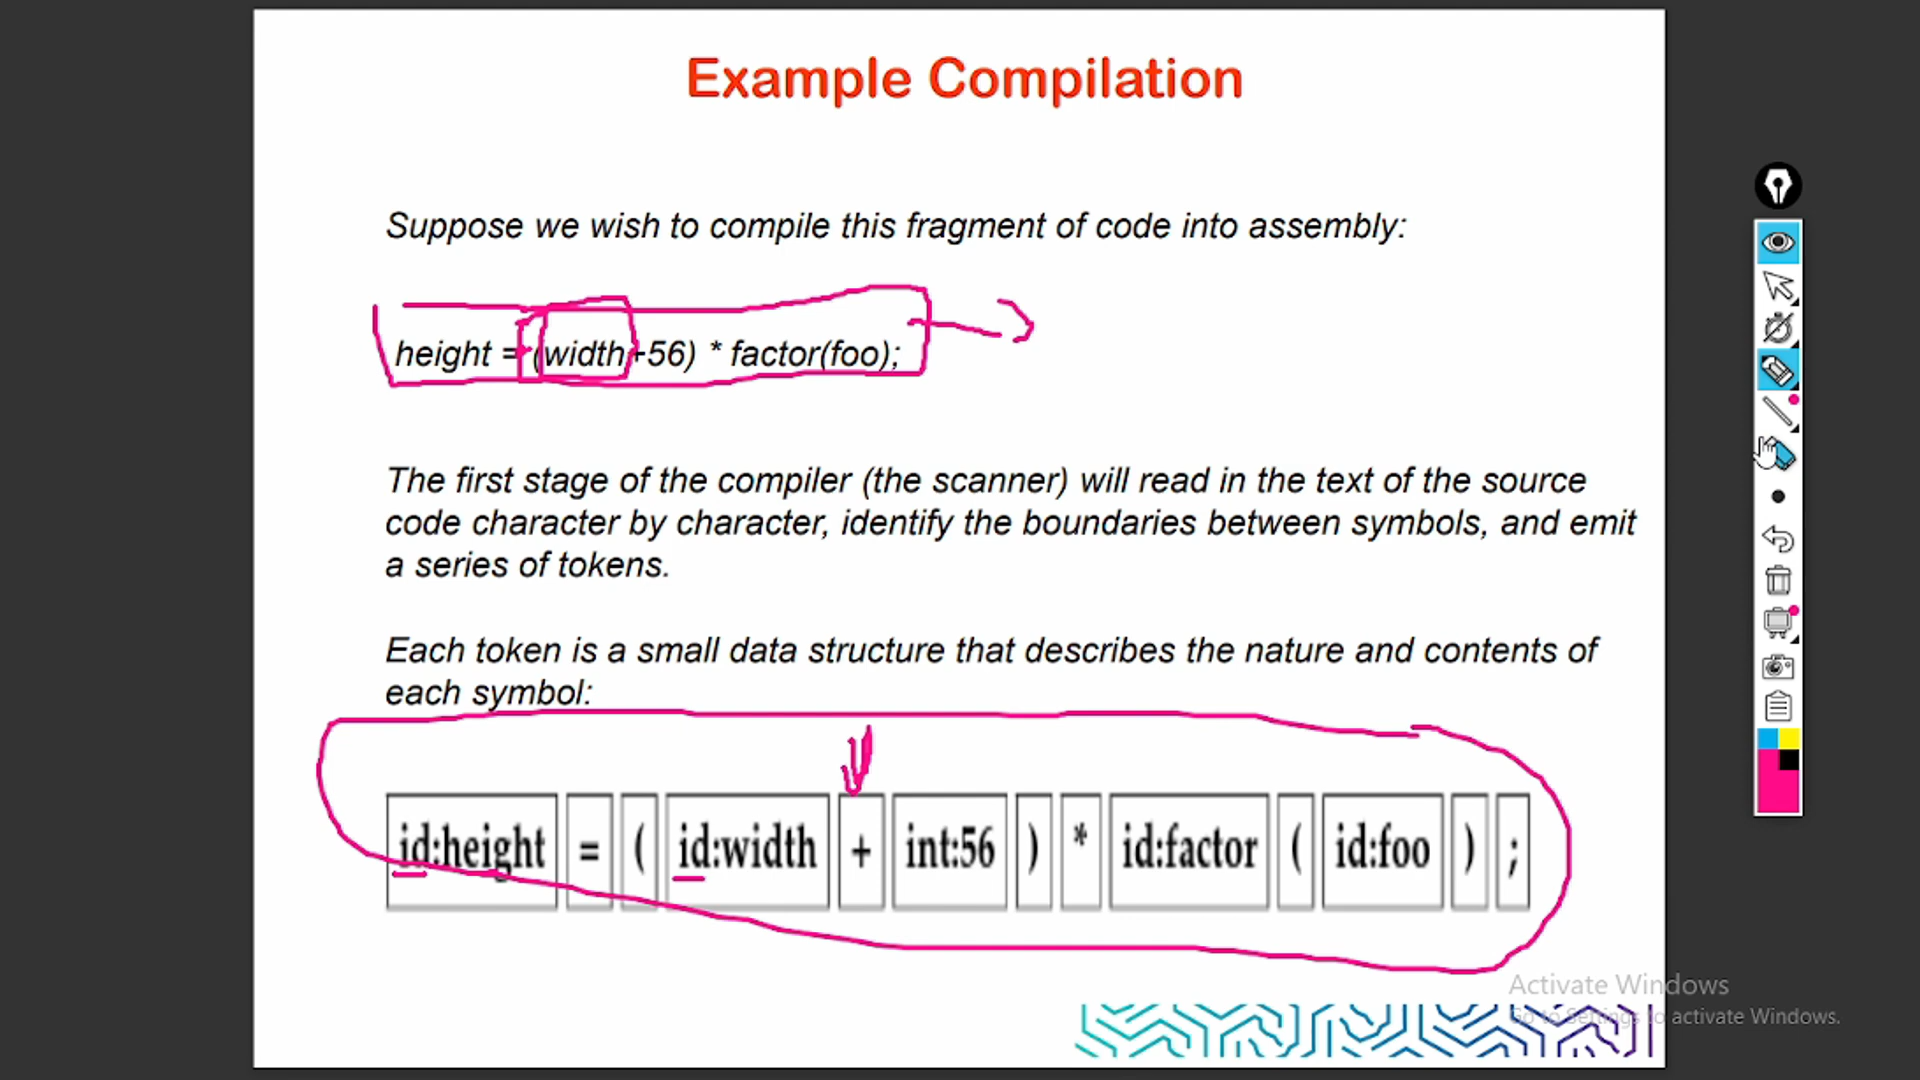 Example Compilation
Suppose we wish to compile this fragment of code into assembly:
height = (width+56) * factor(foo);
The first stage of the compiler (the scanner) will read in the text of the source
code character by character, identify the boundaries between symbols, and emit
a series of tokens.
Each token is a small data structure that describes the nature and contents of
each symbol:
id:height = ( id:width + int:56 ) * id:factor ( id:foo ) ;
Activate Windows
Go to Settings to activate Windows.